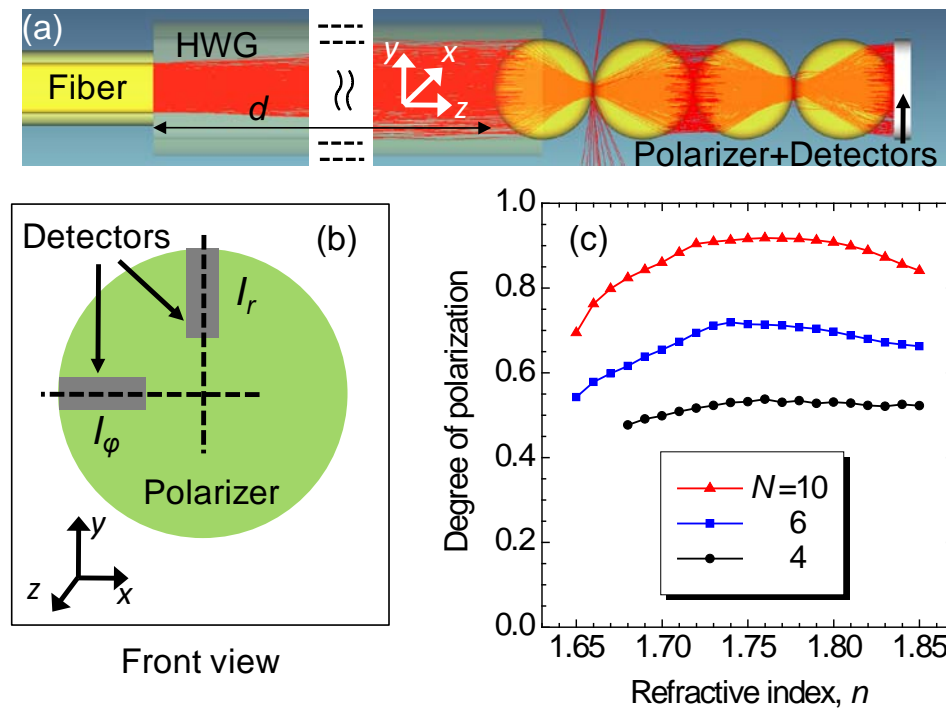 (a)
HWG
Fiber
d
y
x
z
Polarizer+Detectors
(b)
Detectors
I_r
I_φ
Polarizer
y
z
x
Front view
(c)
Degree of polarization
1.0
0.8
0.6
0.4
0.2
0.0
N=10
6
4
1.65 1.70 1.75 1.80 1.85
Refractive index, n